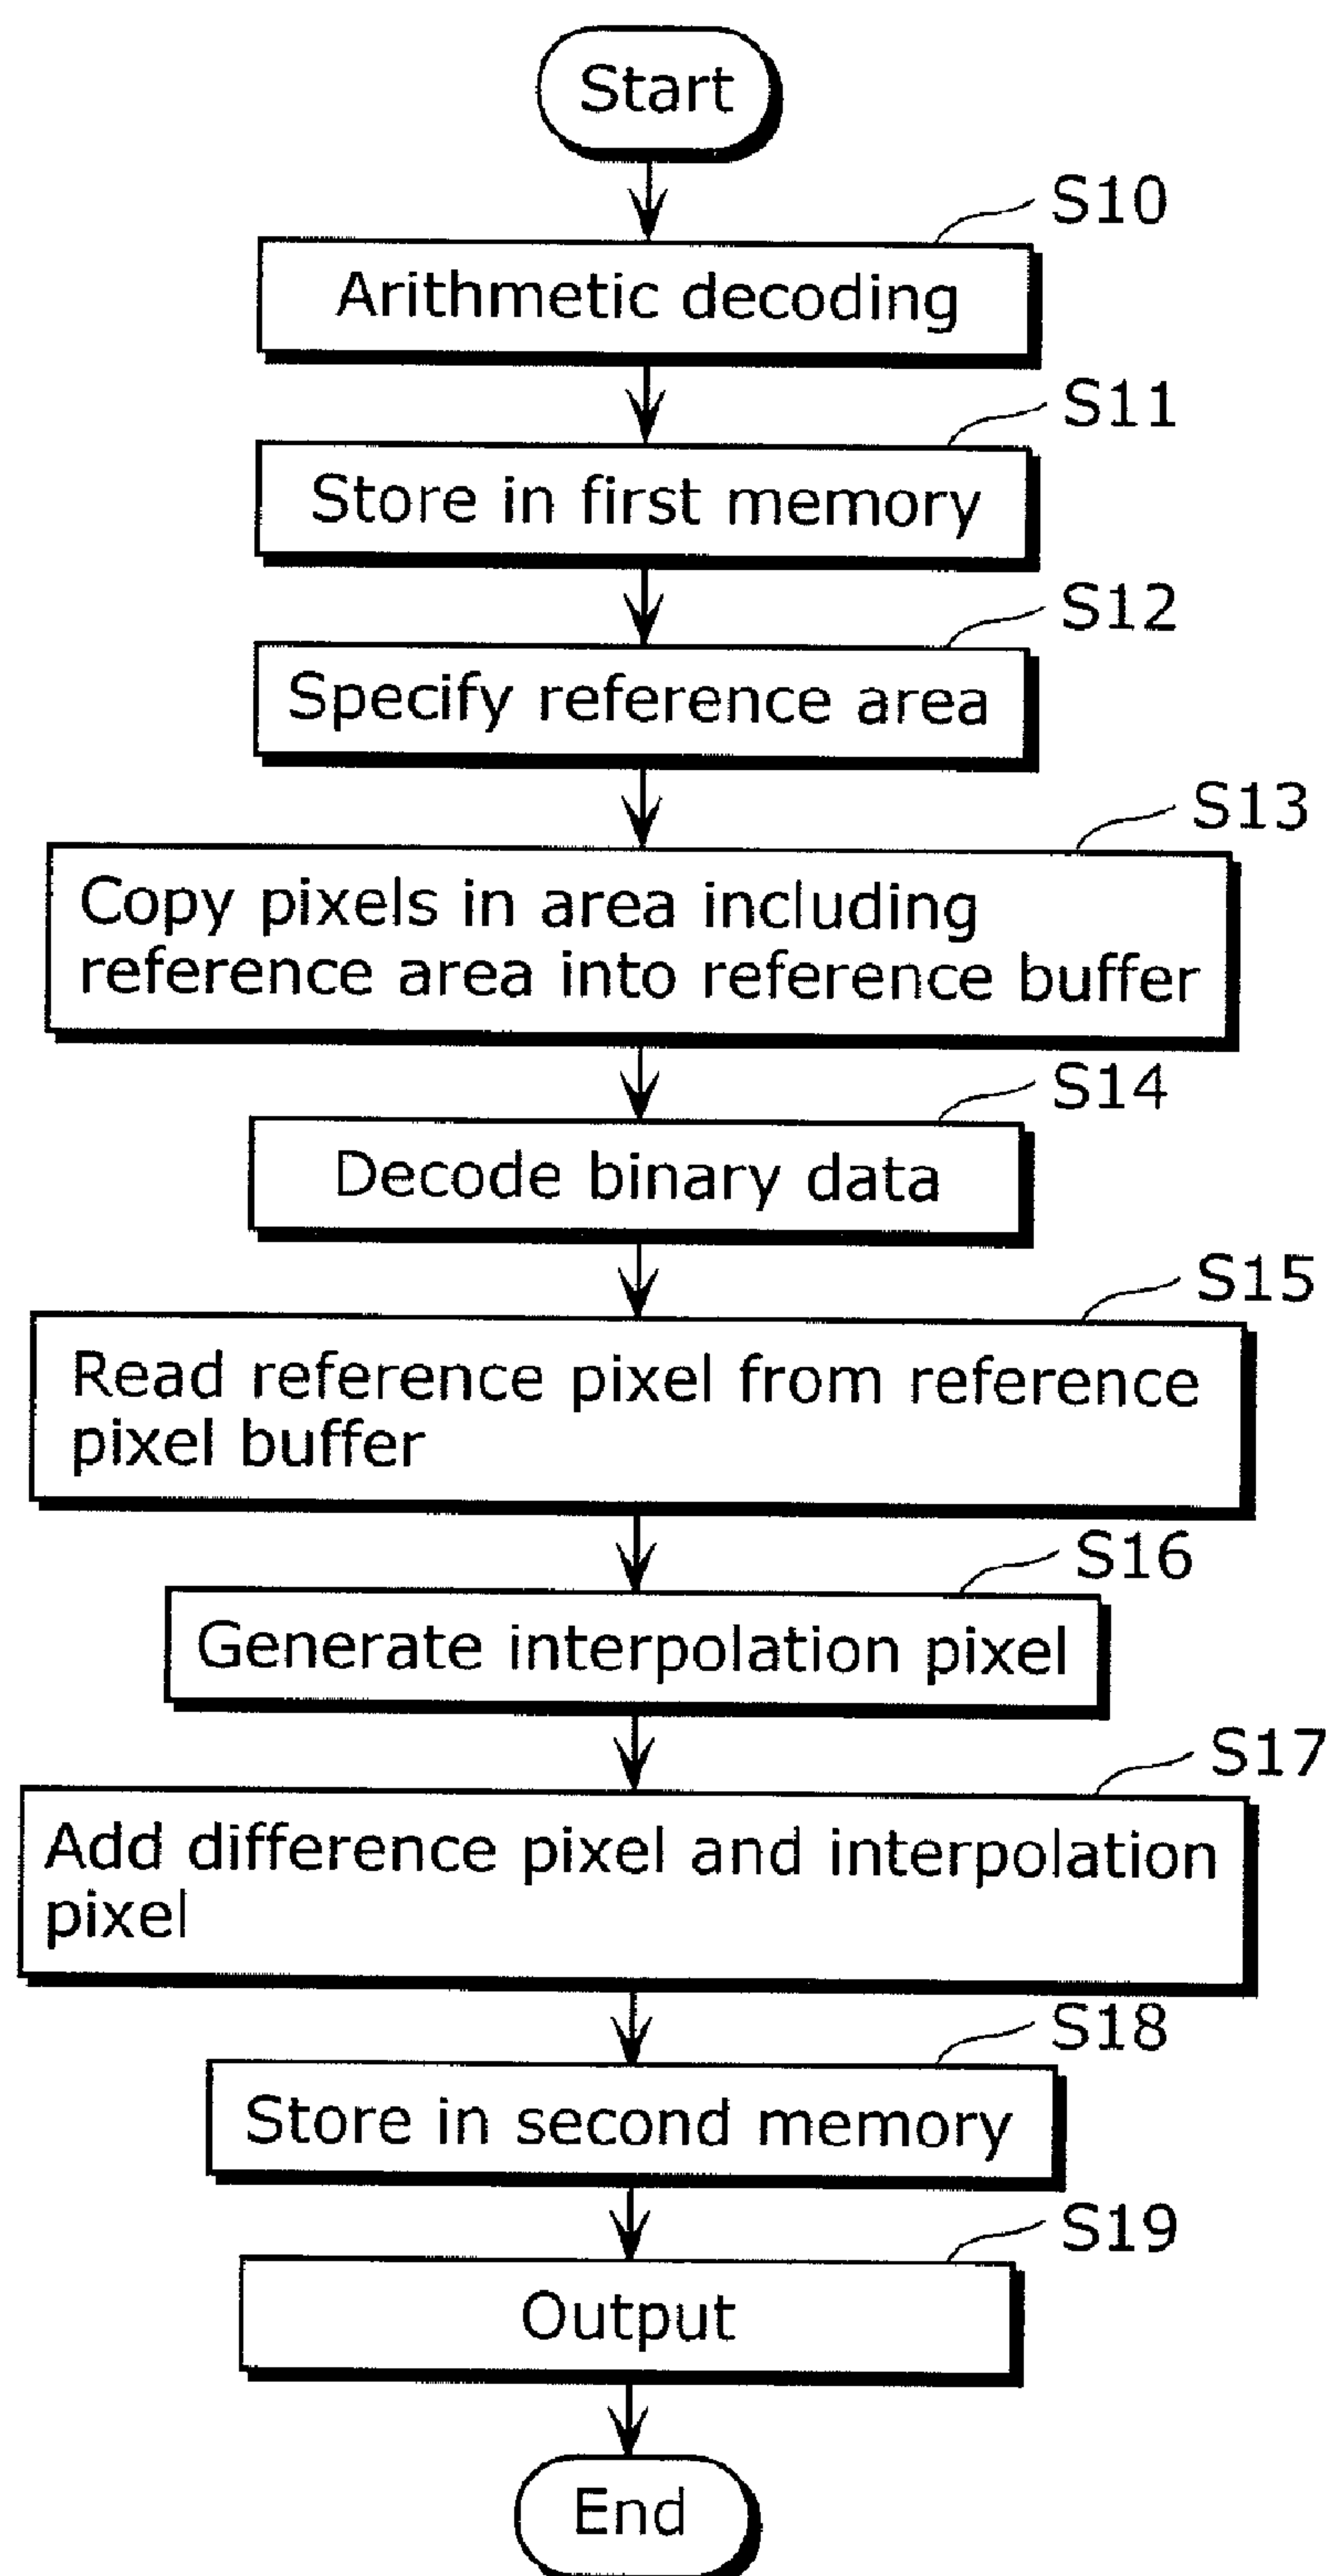 Start
S10
Arithmetic decoding
S11
Store in first memory
S12
Specify reference area
S13
Copy pixels in area including
reference area into reference buffer
S14
Decode binary data
S15
Read reference pixel from reference
pixel buffer
S16
Generate interpolation pixel
S17
Add difference pixel and interpolation
pixel
S18
Store in second memory
S19
Output
End